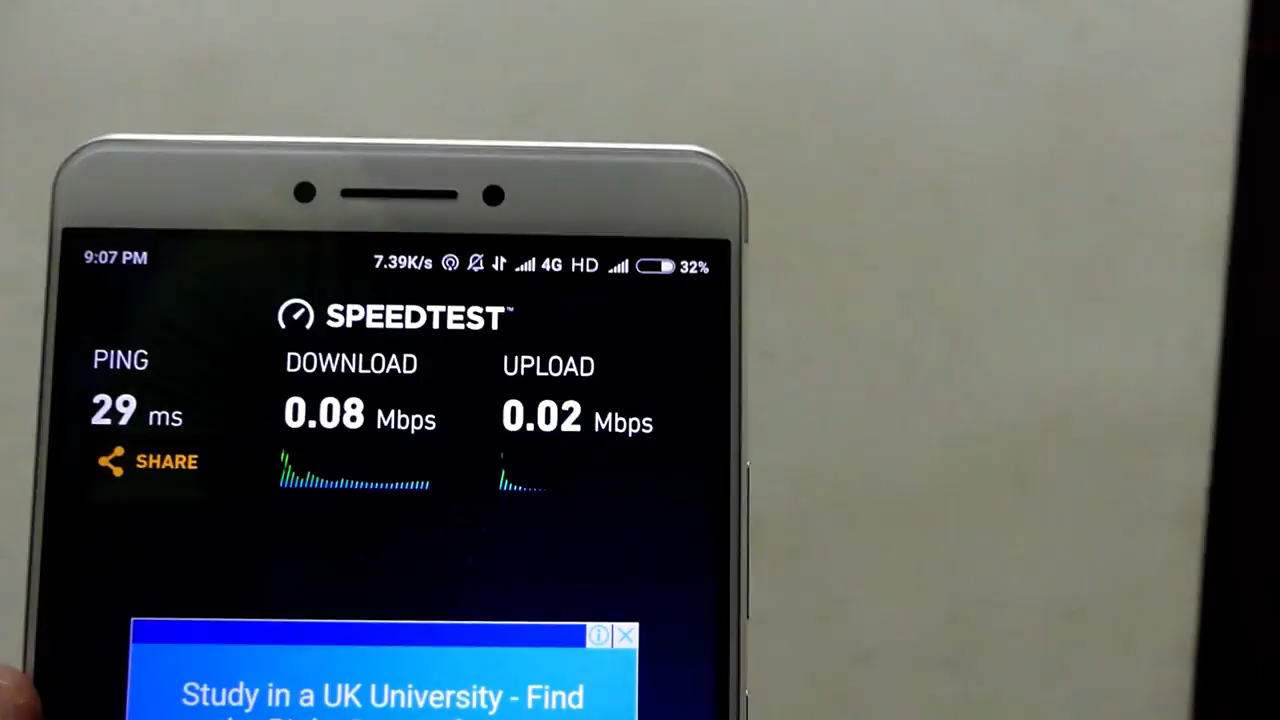 9:07 PM 7.39K/s 4G HD 32%
SPEEDTEST™
PING DOWNLOAD UPLOAD
29 ms 0.08 Mbps 0.02 Mbps
SHARE
Study in a UK University - Find